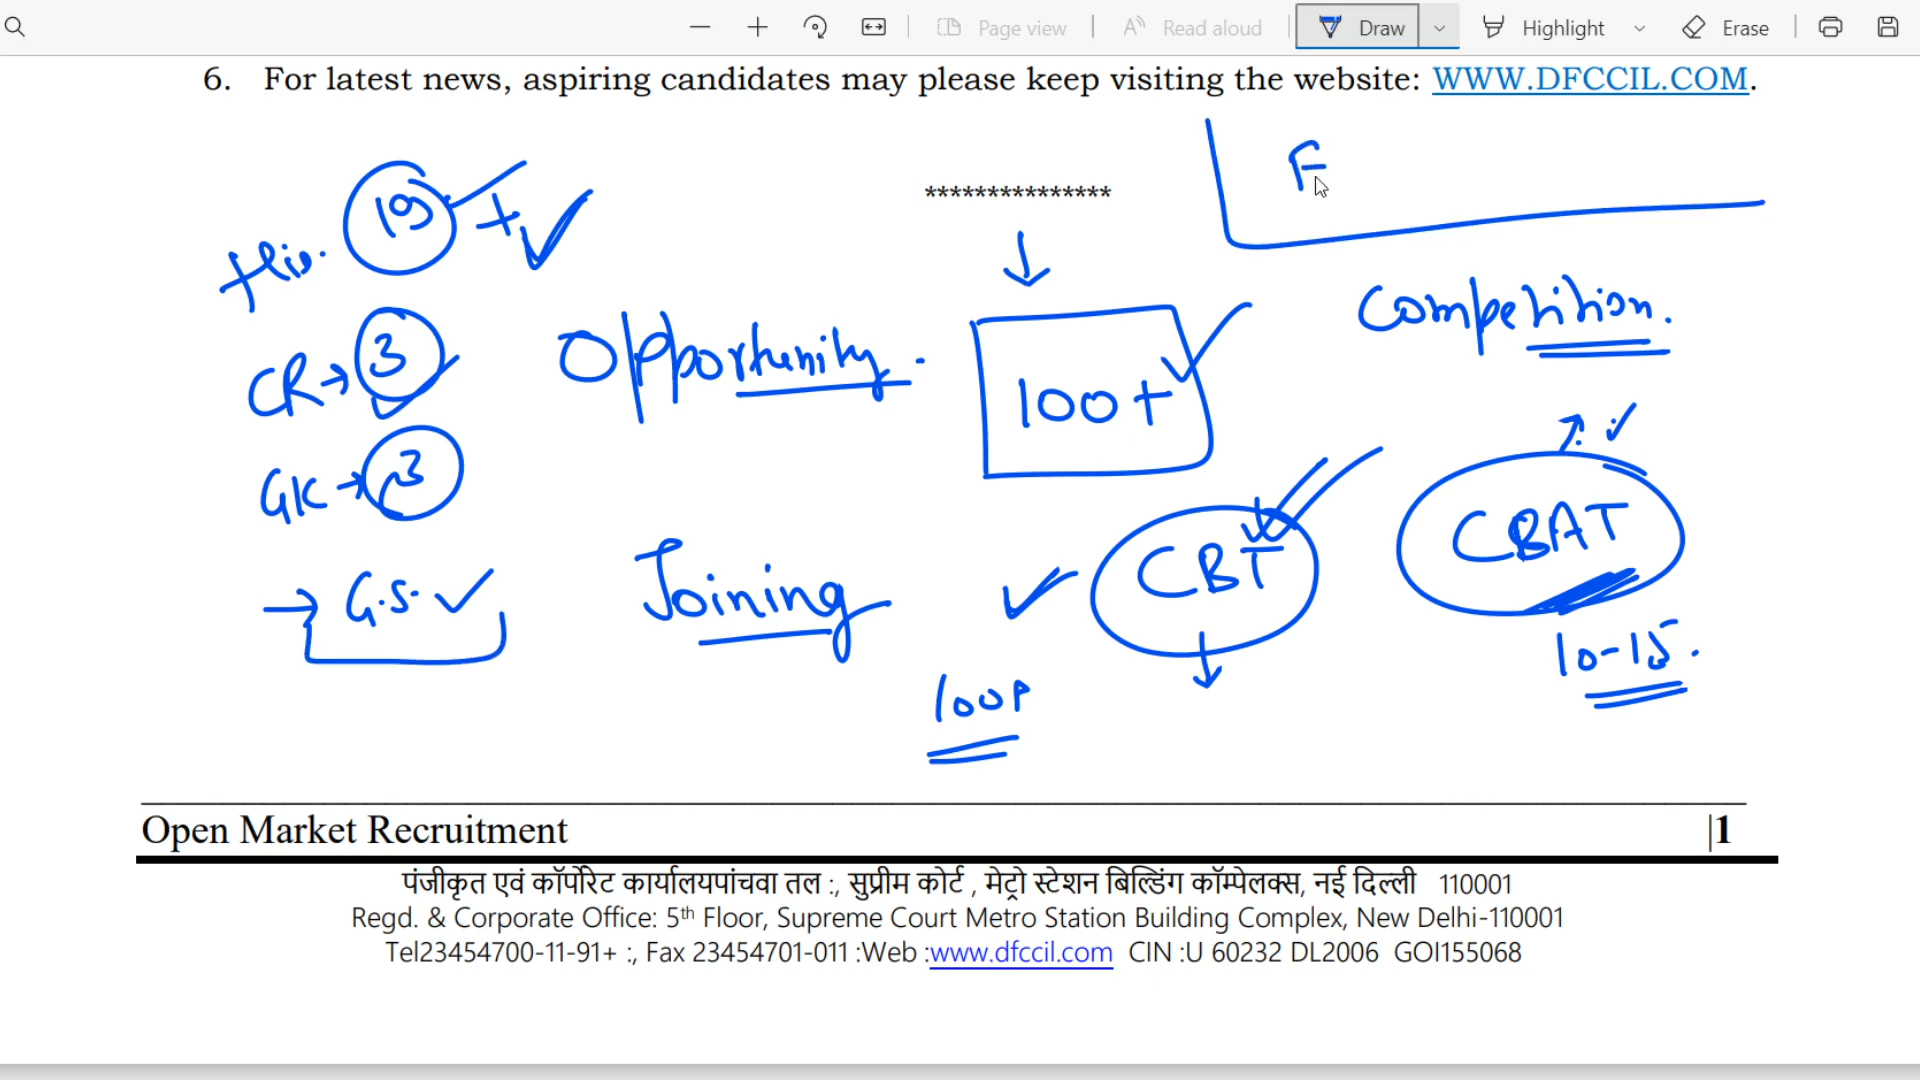 Page view Read aloud Draw Highlight Erase
6. For latest news, aspiring candidates may please keep visiting the website: WWW.DFCCIL.COM.
F
***************
His. 19 +
Competition.
CR→ 3
Opportunity.
100+
GK→ 3
CBT
CBAT
→ G.S.
Joining
10-15.
100P
Open Market Recruitment |1
पंजीकृत एवं कॉर्पोरेट कार्यालयपांचवा तल :, सुप्रीम कोर्ट , मेट्रो स्टेशन बिल्डिंग कॉम्पेलक्स, नई दिल्ली 110001
Regd. & Corporate Office: 5th Floor, Supreme Court Metro Station Building Complex, New Delhi-110001
Tel23454700-11-91+ :, Fax 23454701-011 :Web :www.dfccil.com CIN :U 60232 DL2006 GOI155068